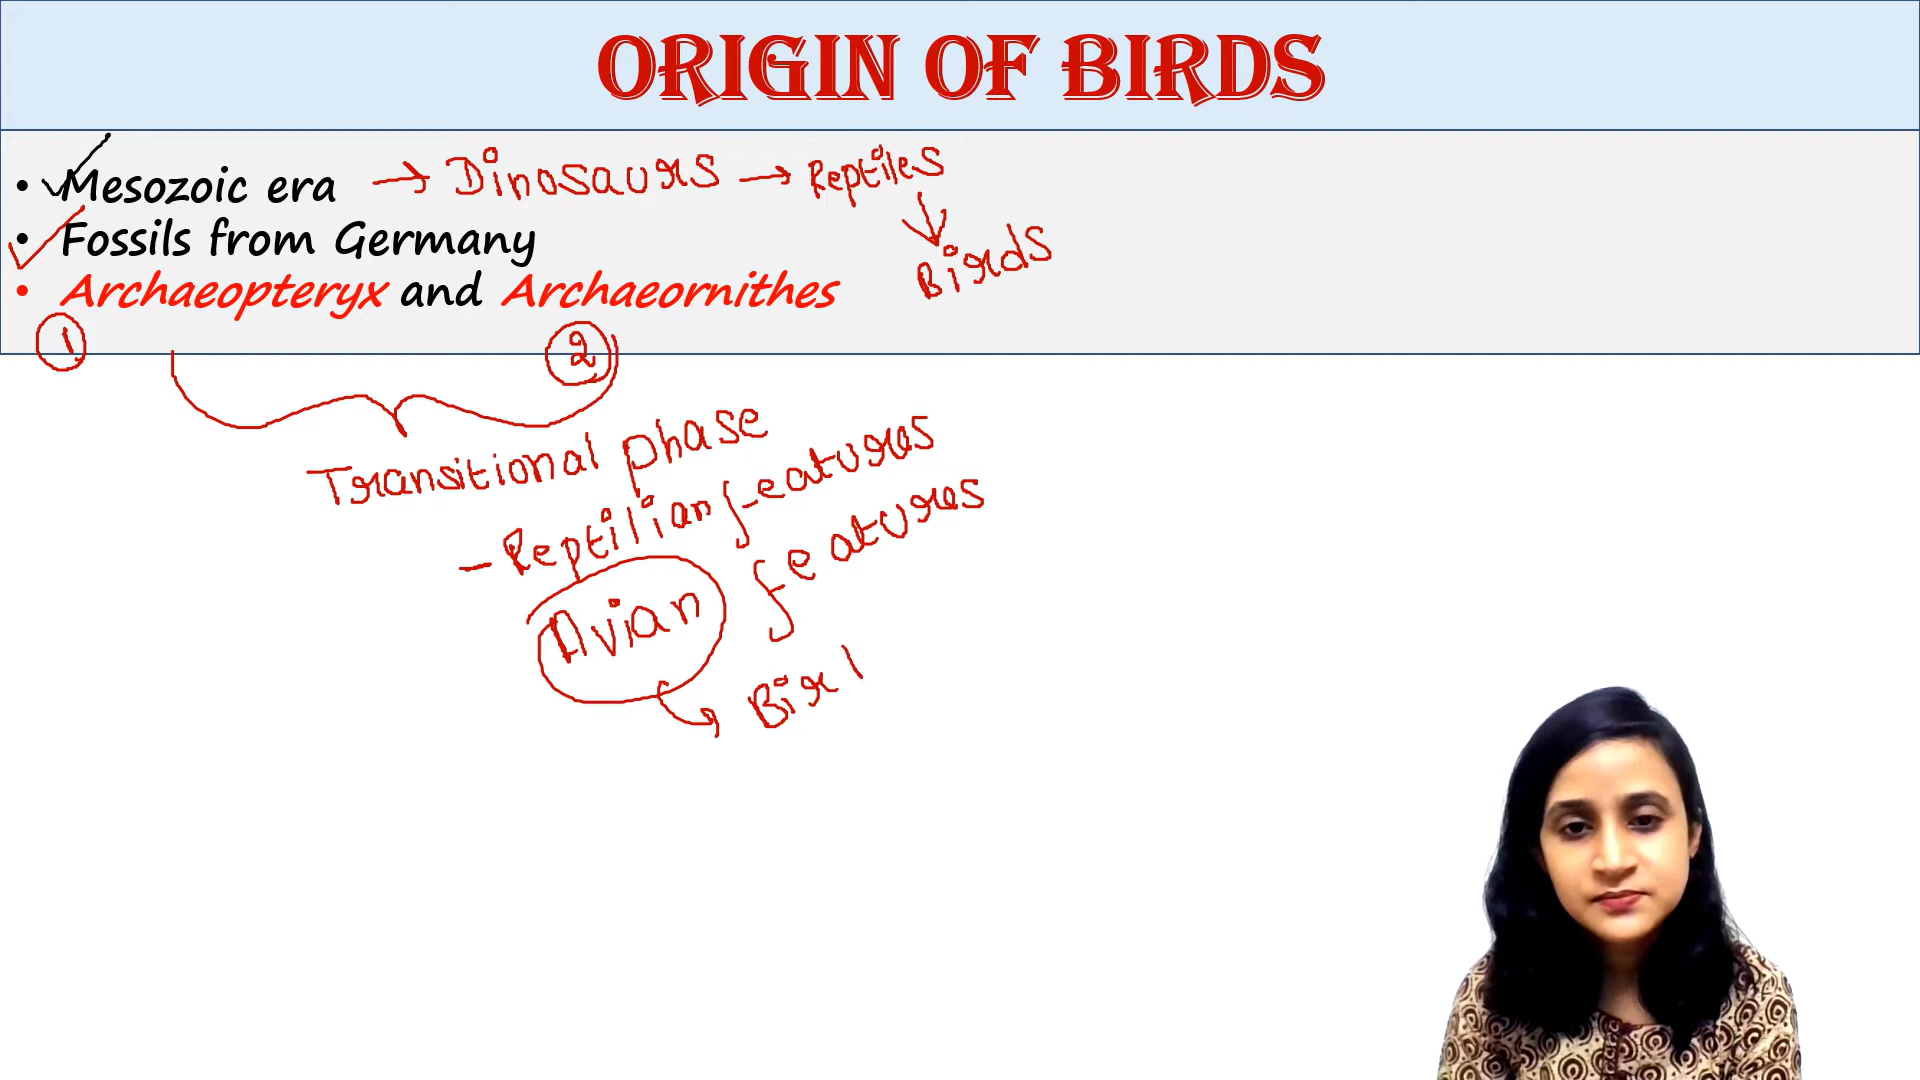 ORIGIN OF BIRDS
• Mesozoic era → Dinosaurs → Reptiles
• Fossils from Germany
Birds
• Archaeopteryx and Archaeornithes
1 2
Transitional phase
- Reptilian features
Avian features